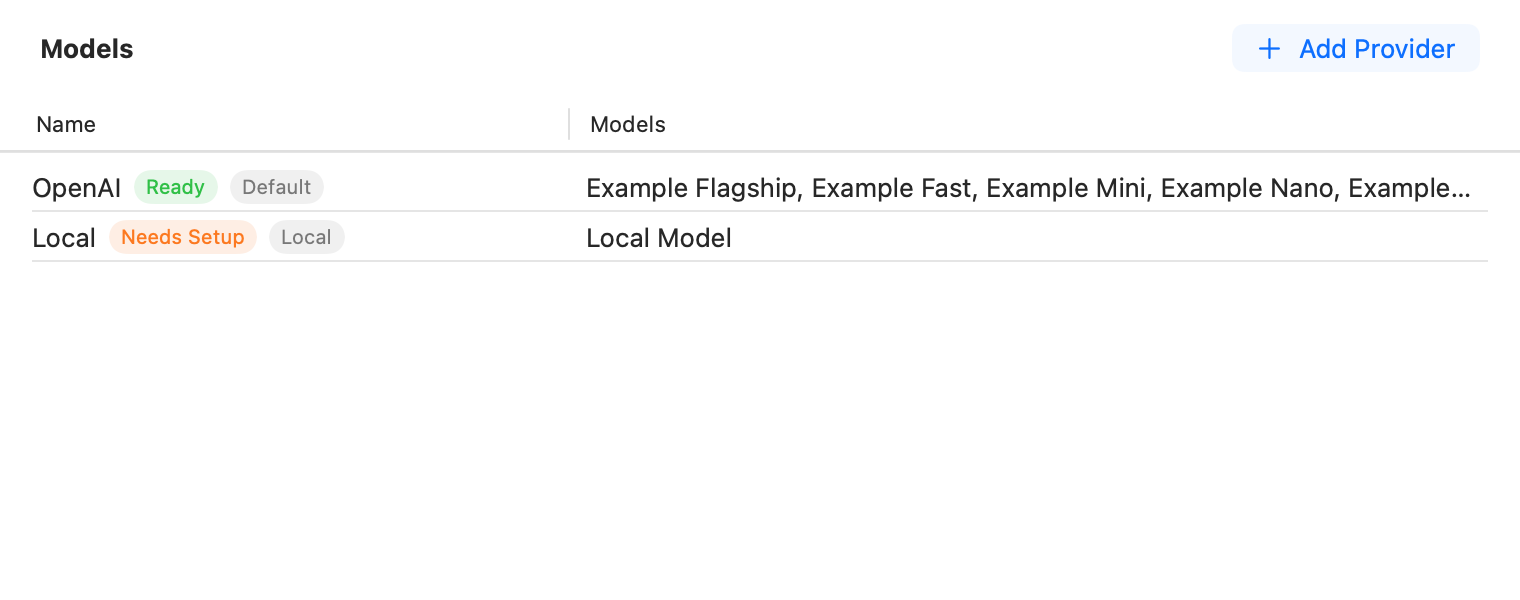 Models
+ Add Provider
Name Models
OpenAI Ready Default Example Flagship, Example Fast, Example Mini, Example Nano, Example...
Local Needs Setup Local Local Model